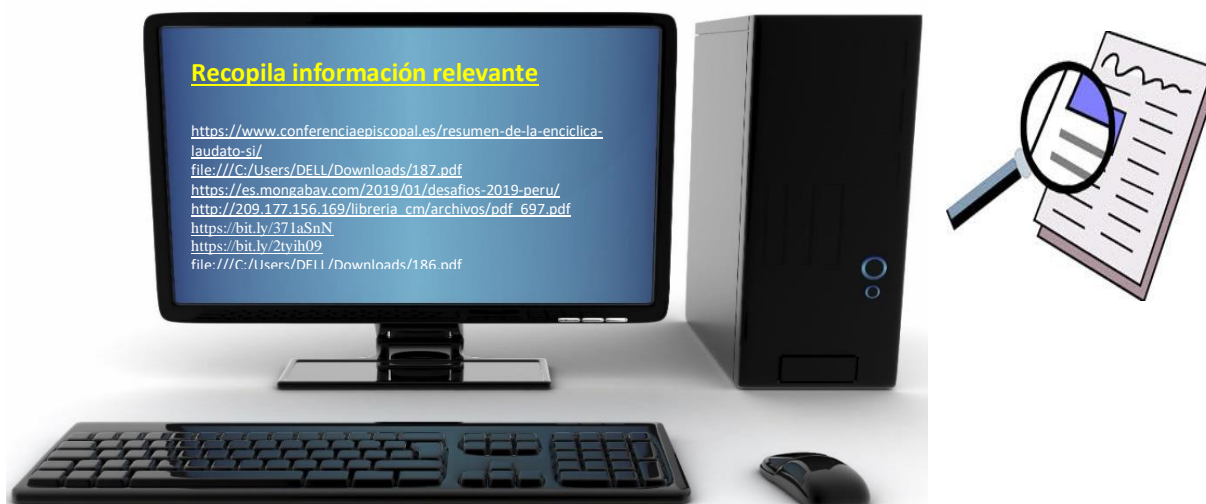 Recopila información relevante
https://www.conferenciaepiscopal.es/resumen-de-la-enciclica-
laudato-si/
file:///C:/Users/DELL/Downloads/187.pdf
https://es.mongabay.com/2019/01/desafios-2019-peru/
http://209.177.156.169/libreria_cm/archivos/pdf_697.pdf
https://bit.ly/371aSnN
https://bit.ly/2tyih09
file:///C:/Users/DELL/Downloads/186.pdf